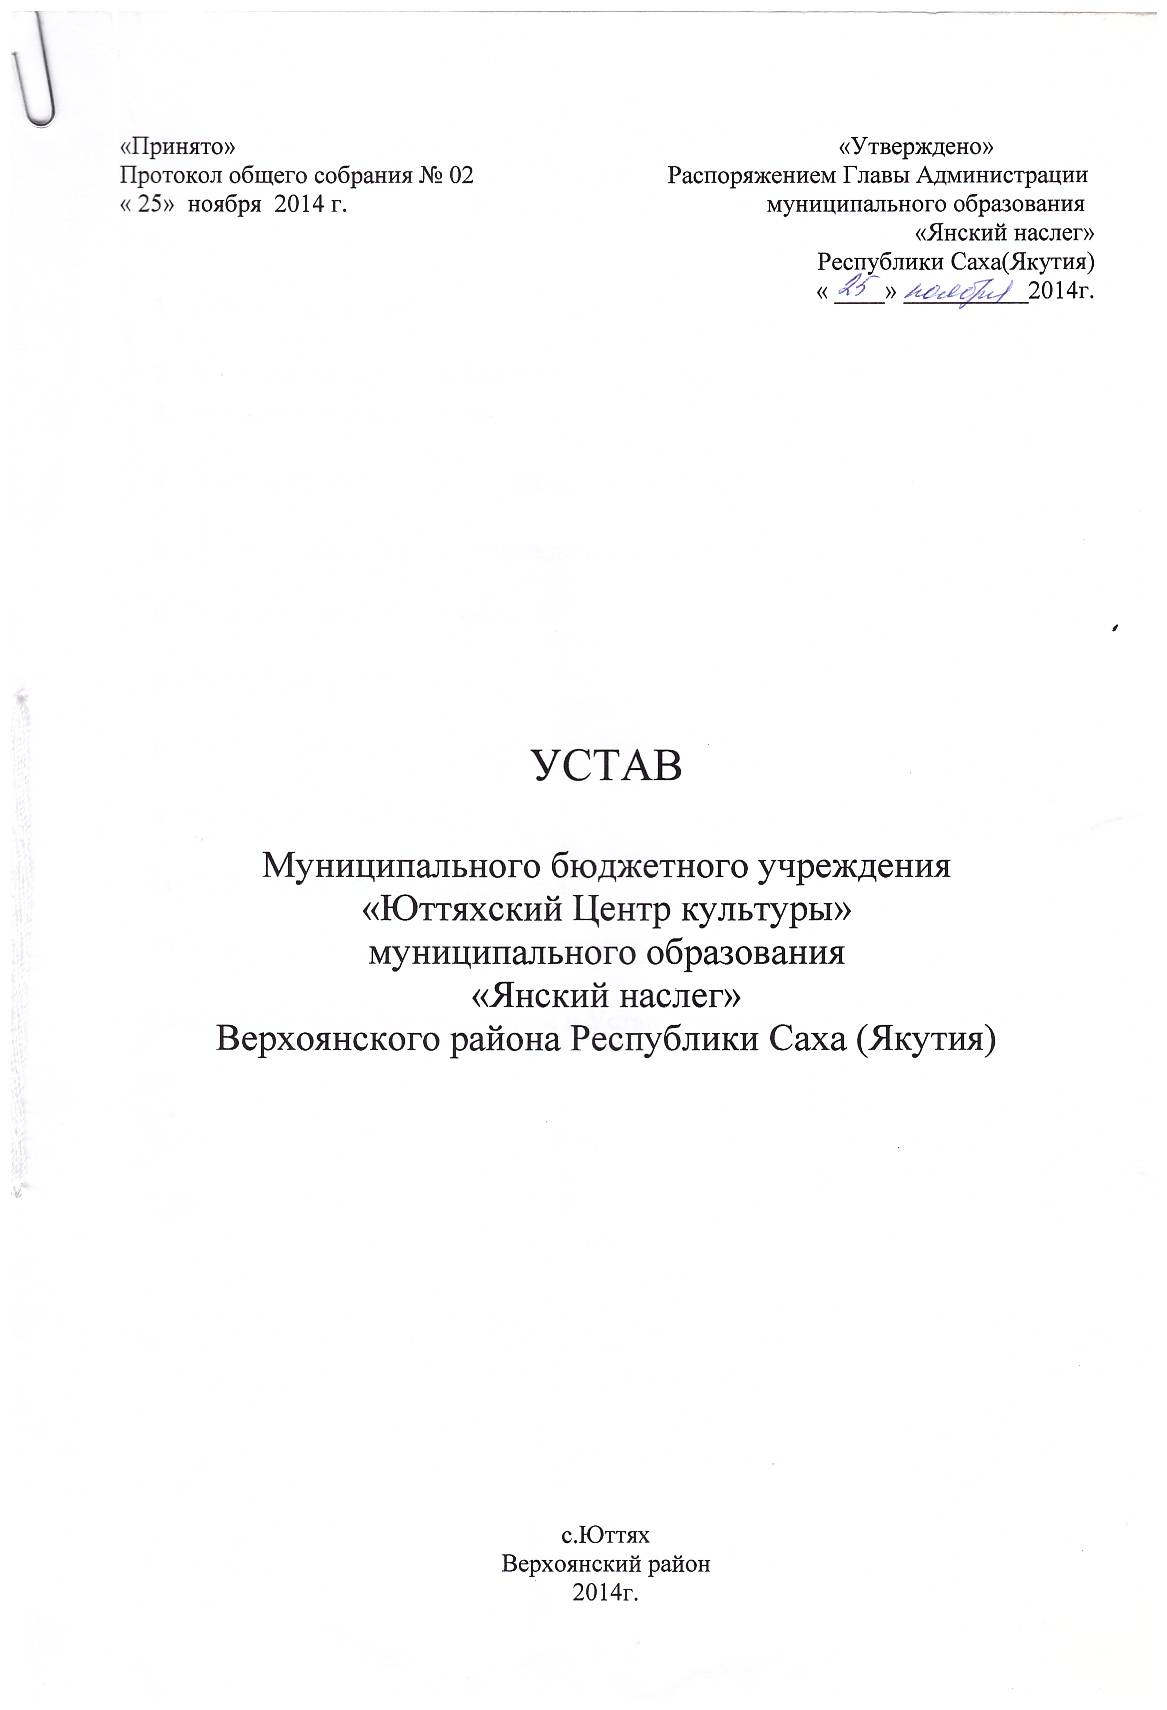 «Принято»
Протокол общего собрания № 02
« 25»  ноября  2014 г.
«Утверждено»
Распоряжением Главы Администрации
муниципального образования
«Янский наслег»
Республики Саха(Якутия)
« 25 » ноября 2014г.
УСТАВ
Муниципального бюджетного учреждения
«Юттяхский Центр культуры»
муниципального образования
«Янский наслег»
Верхоянского района Республики Саха (Якутия)
с.Юттях
Верхоянский район
2014г.